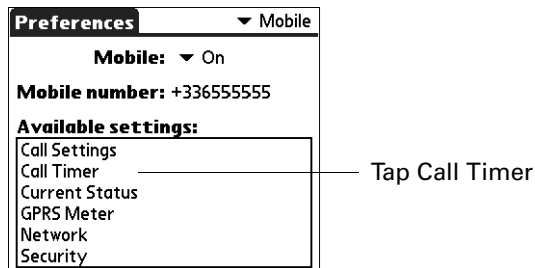 Preferences ▼ Mobile
Mobile: ▼ On
Mobile number: +336555555
Available settings:
Call Settings
Call Timer
Tap Call Timer
Current Status
GPRS Meter
Network
Security